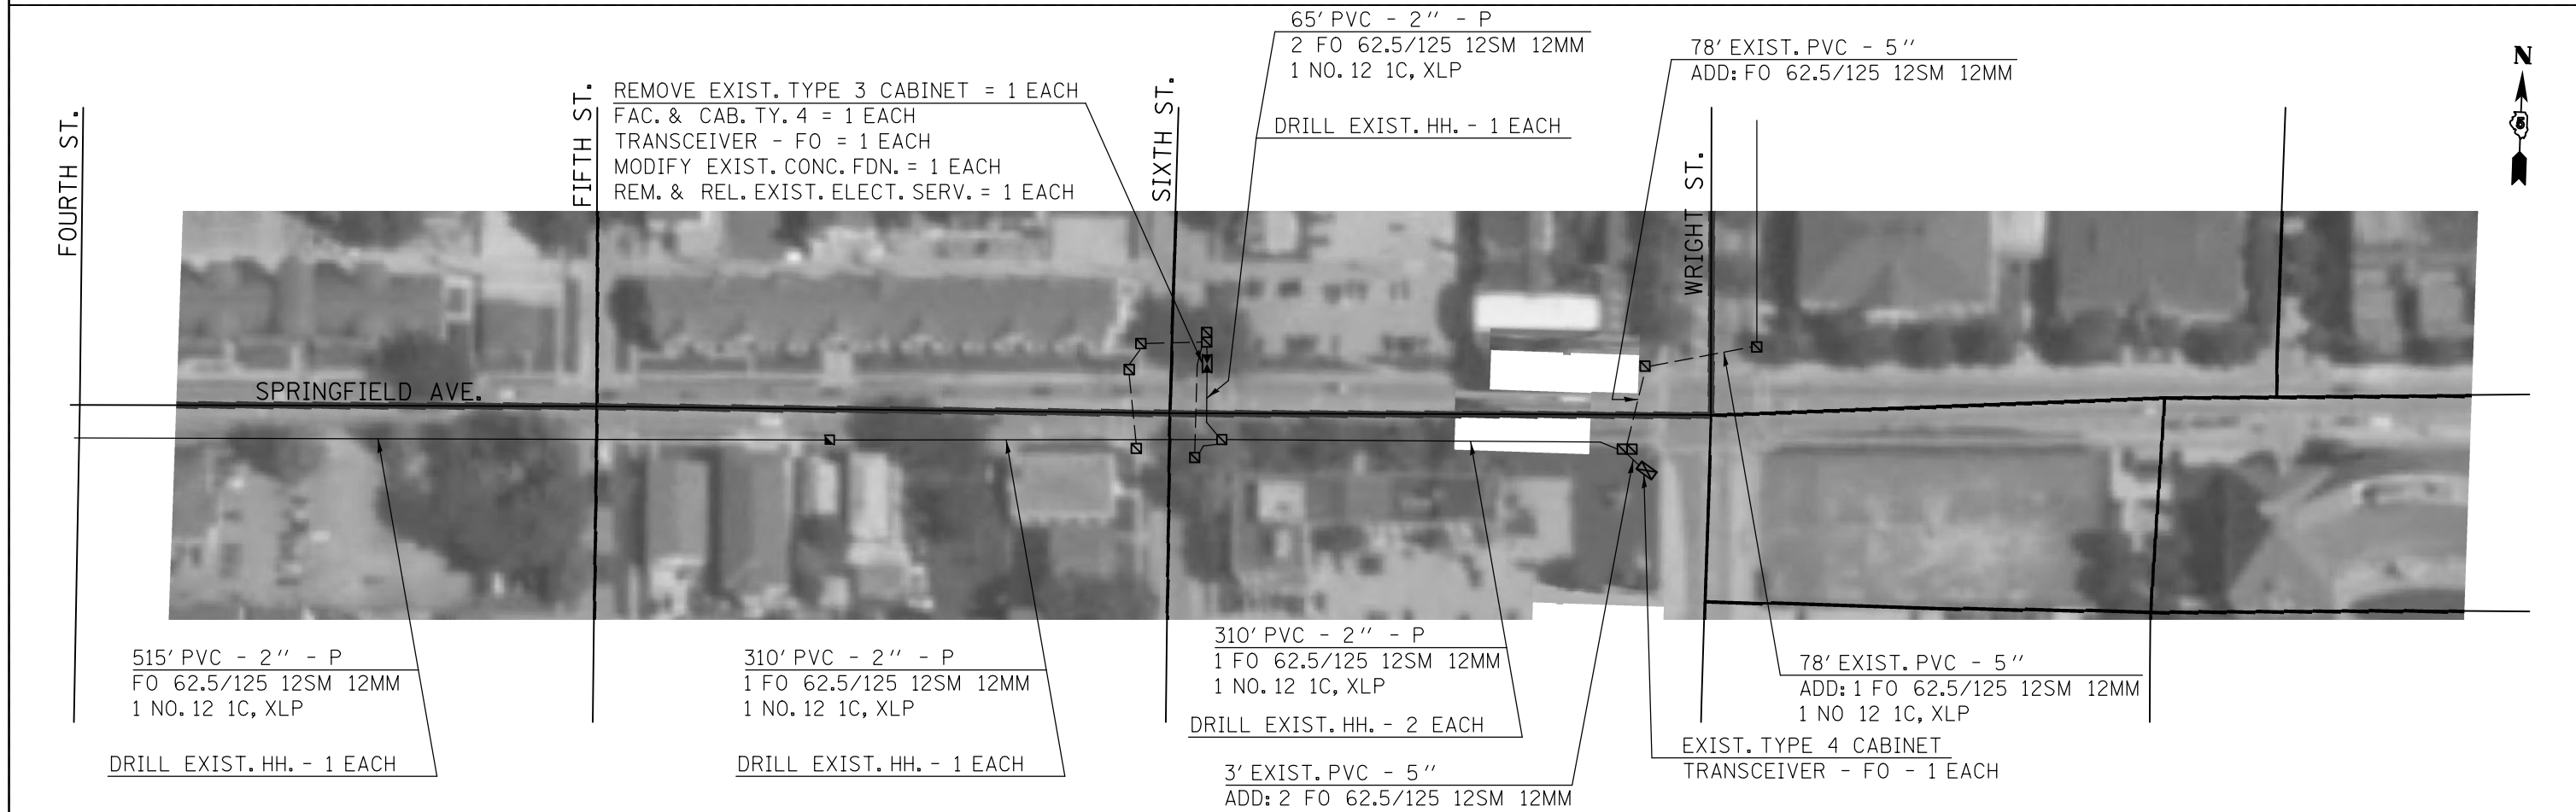 65' PVC - 2" - P
2 FO 62.5/125 12SM 12MM
1 NO. 12 1C, XLP
DRILL EXIST. HH. - 1 EACH
78' EXIST. PVC - 5"
ADD: FO 62.5/125 12SM 12MM
N
5
REMOVE EXIST. TYPE 3 CABINET = 1 EACH
FAC. & CAB. TY. 4 = 1 EACH
TRANSCEIVER - FO = 1 EACH
MODIFY EXIST. CONC. FDN. = 1 EACH
REM. & REL. EXIST. ELECT. SERV. = 1 EACH
FOURTH ST.
FIFTH ST.
SIXTH ST.
WRIGHT ST.
SPRINGFIELD AVE.
515' PVC - 2" - P
FO 62.5/125 12SM 12MM
1 NO. 12 1C, XLP
DRILL EXIST. HH. - 1 EACH
310' PVC - 2" - P
1 FO 62.5/125 12SM 12MM
1 NO. 12 1C, XLP
DRILL EXIST. HH. - 1 EACH
310' PVC - 2" - P
1 FO 62.5/125 12SM 12MM
1 NO. 12 1C, XLP
DRILL EXIST. HH. - 2 EACH
3' EXIST. PVC - 5"
ADD: 2 FO 62.5/125 12SM 12MM
78' EXIST. PVC - 5"
ADD: 1 FO 62.5/125 12SM 12MM
1 NO 12 1C, XLP
EXIST. TYPE 4 CABINET
TRANSCEIVER - FO - 1 EACH